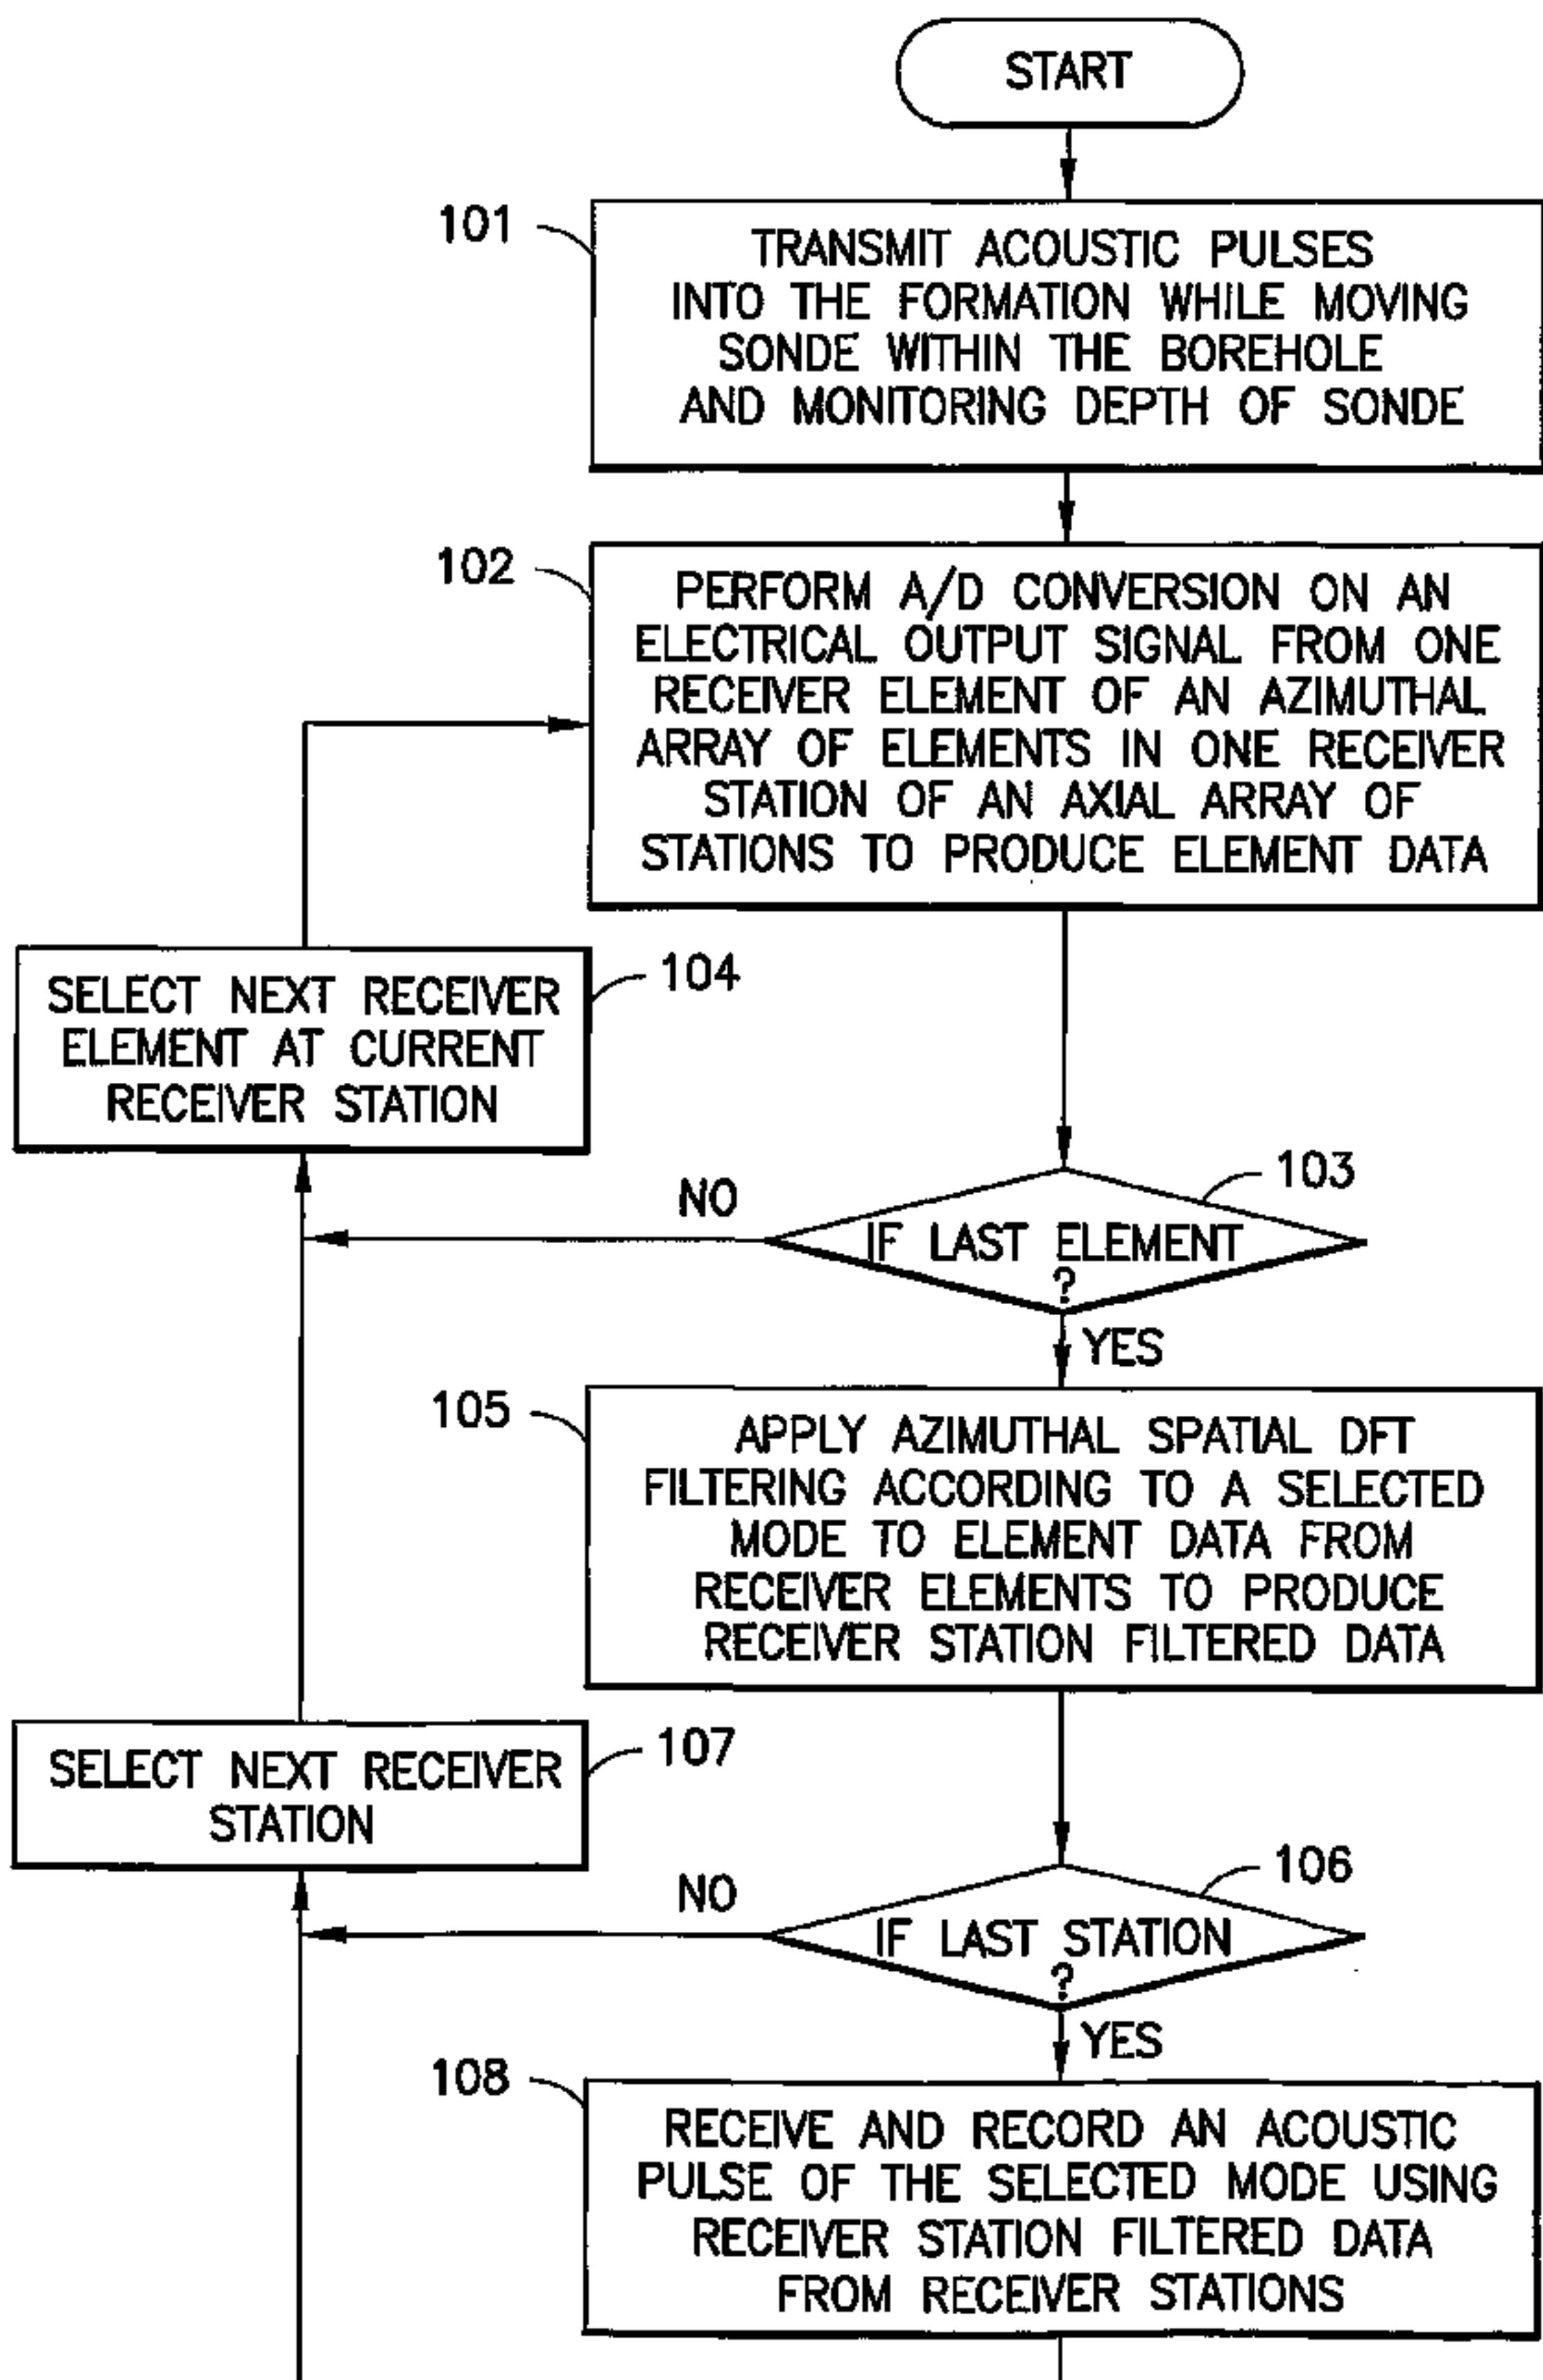 START
101
TRANSMIT ACOUSTIC PULSES
INTO THE FORMATION WHILE MOVING
SONDE WITHIN THE BOREHOLE
AND MONITORING DEPTH OF SONDE
102
PERFORM A/D CONVERSION ON AN
ELECTRICAL OUTPUT SIGNAL FROM ONE
RECEIVER ELEMENT OF AN AZIMUTHAL
ARRAY OF ELEMENTS IN ONE RECEIVER
STATION OF AN AXIAL ARRAY OF
STATIONS TO PRODUCE ELEMENT DATA
SELECT NEXT RECEIVER
ELEMENT AT CURRENT
RECEIVER STATION
104
103
NO
IF LAST ELEMENT
?
YES
105
APPLY AZIMUTHAL SPATIAL DFT
FILTERING ACCORDING TO A SELECTED
MODE TO ELEMENT DATA FROM
RECEIVER ELEMENTS TO PRODUCE
RECEIVER STATION FILTERED DATA
SELECT NEXT RECEIVER
STATION
107
106
NO
IF LAST STATION
?
YES
108
RECEIVE AND RECORD AN ACOUSTIC
PULSE OF THE SELECTED MODE USING
RECEIVER STATION FILTERED DATA
FROM RECEIVER STATIONS